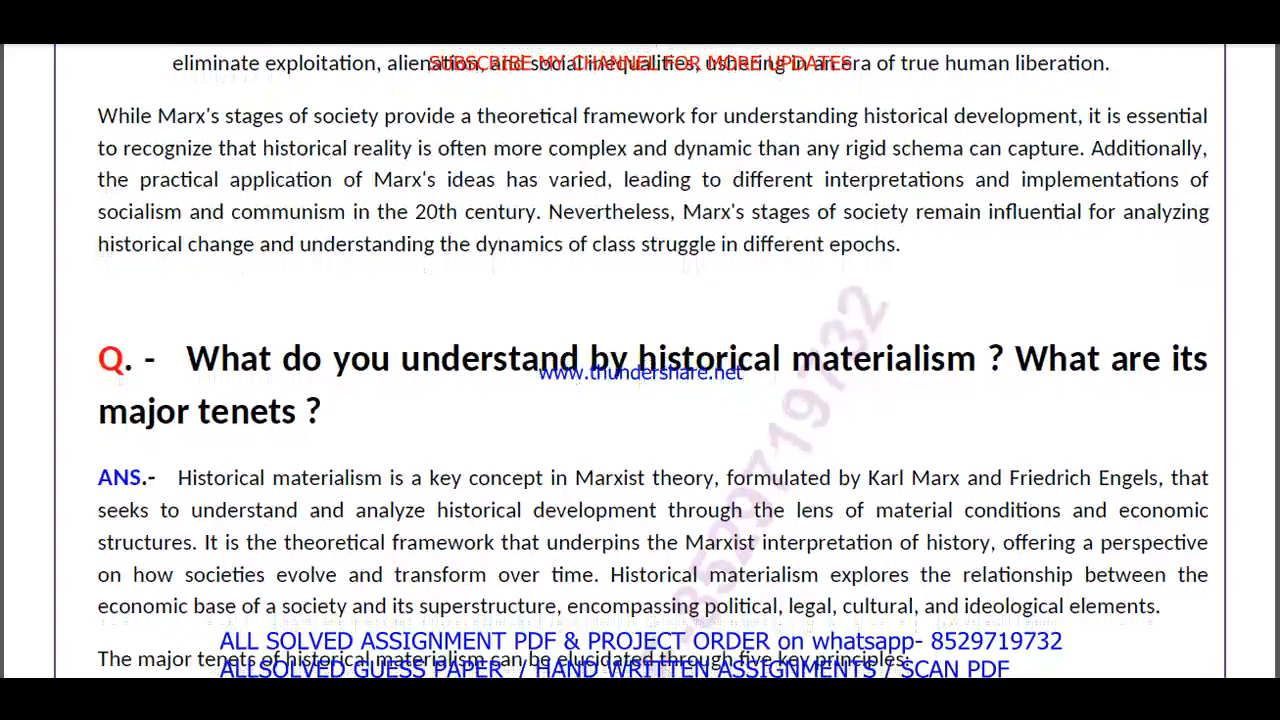 eliminate exploitation, alienation, and social inequalities, ushering in an era of true human liberation.
SUBSCRIBE MY CHANNEL FOR MORE UPDATES
While Marx's stages of society provide a theoretical framework for understanding historical development, it is essential
to recognize that historical reality is often more complex and dynamic than any rigid schema can capture. Additionally,
the practical application of Marx's ideas has varied, leading to different interpretations and implementations of
socialism and communism in the 20th century. Nevertheless, Marx's stages of society remain influential for analyzing
historical change and understanding the dynamics of class struggle in different epochs.
Q. - What do you understand by historical materialism ? What are its
www.thundershare.net
major tenets ?
ANS.- Historical materialism is a key concept in Marxist theory, formulated by Karl Marx and Friedrich Engels, that
seeks to understand and analyze historical development through the lens of material conditions and economic
structures. It is the theoretical framework that underpins the Marxist interpretation of history, offering a perspective
on how societies evolve and transform over time. Historical materialism explores the relationship between the
economic base of a society and its superstructure, encompassing political, legal, cultural, and ideological elements.
8529719732
ALL SOLVED ASSIGNMENT PDF & PROJECT ORDER on whatsapp- 8529719732
The major tenets of historical materialism can be elucidated through five key principles:
ALLSOLVED GUESS PAPER / HAND WRITTEN ASSIGNMENTS / SCAN PDF